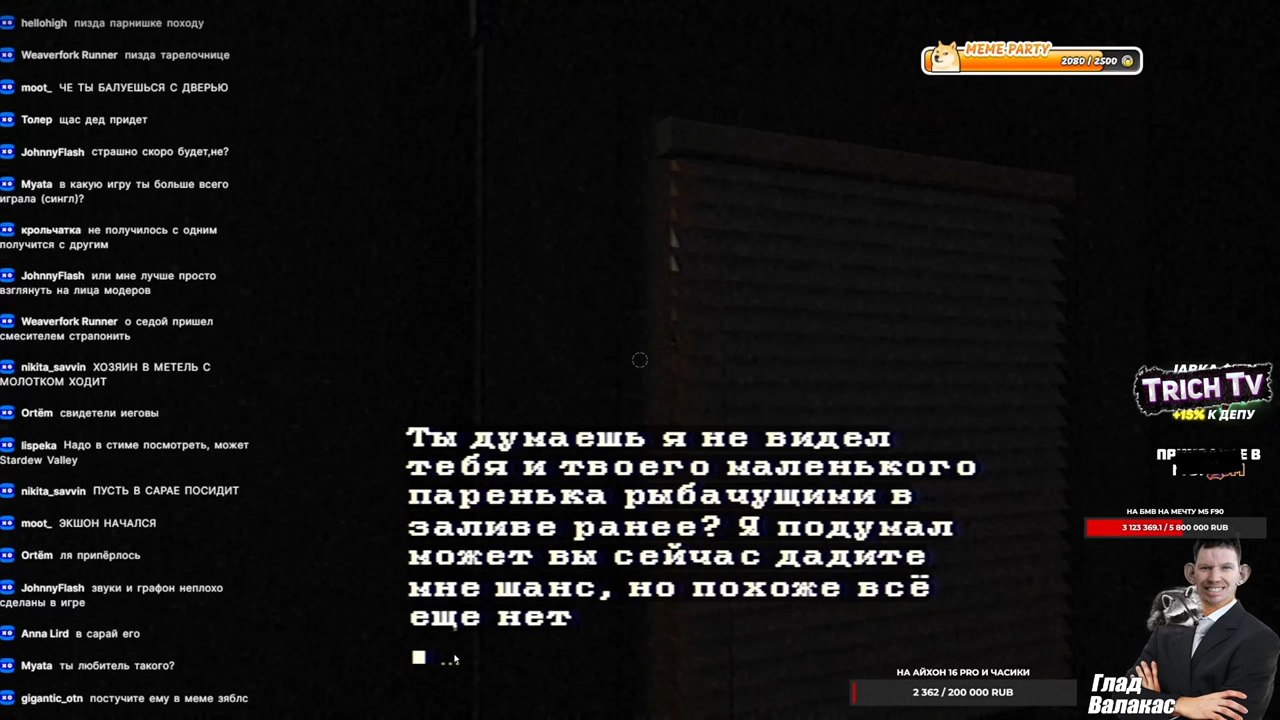 hellohigh пизда парнишке походу
Weaverfork Runner пизда тарелочнице
moot_ ЧЕ ТЫ БАЛУЕШЬСЯ С ДВЕРЬЮ
Толер щас дед придет
JohnnyFlash страшно скоро будет,не?
Myata в какую игру ты больше всего
играла (сингл)?
крольчатка не получилось с одним
получится с другим
JohnnyFlash или мне лучше просто
взглянуть на лица модеров
Weaverfork Runner о седой пришел
смесителем страпонить
nikita_savvin ХОЗЯИН В МЕТЕЛЬ С
МОЛОТКОМ ХОДИТ
Ortëm свидетели иеговы
lispeka Надо в стиме посмотреть, может
Stardew Valley
nikita_savvin ПУСТЬ В САРАЕ ПОСИДИТ
moot_ ЭКШОН НАЧАЛСЯ
Ortëm ля припёрлось
JohnnyFlash звуки и графон неплохо
сделаны в игре
Anna Lird в сарай его
Myata ты любитель такого?
gigantic_otn постучите ему в меме зяблс
MEME PARTY
2080 / 2500
Ты думаешь я не видел
тебя и твоего маленького
паренька рыбачущими в
заливе ранее? Я подумал
может вы сейчас дадите
мне шанс, но похоже всё
еще нет
...
TRICH TV
+15% К ДЕПУ
НА БМВ НА МЕЧТУ M5 F90
3 123 369.1 / 5 800 000 RUB
НА АЙХОН 16 PRO И ЧАСИКИ
2 362 / 200 000 RUB
Глад
Валакас